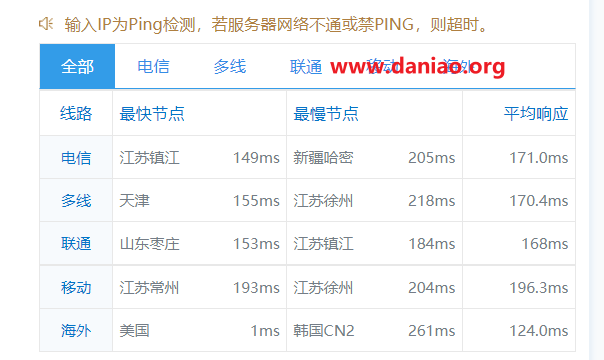 输入IP为Ping检测，若服务器网络不通或禁PING，则超时。
全部 电信 多线 联通 移动 海外
www.daniao.org
线路 最快节点 最慢节点 平均响应
电信 江苏镇江 149ms 新疆哈密 205ms 171.0ms
多线 天津 155ms 江苏徐州 218ms 170.4ms
联通 山东枣庄 153ms 江苏镇江 184ms 168ms
移动 江苏常州 193ms 江苏徐州 204ms 196.3ms
海外 美国 1ms 韩国CN2 261ms 124.0ms